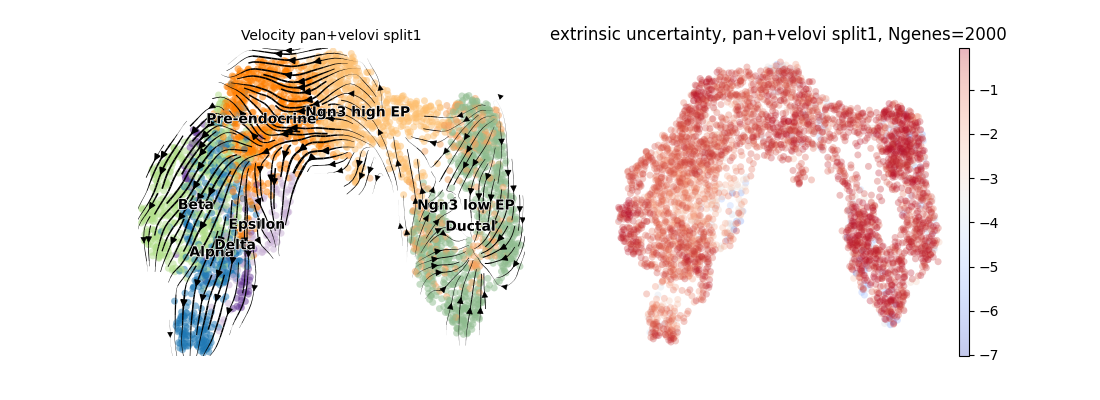 Velocity pan+velovi split1
extrinsic uncertainty, pan+velovi split1, Ngenes=2000
Pre-endocrine
Ngn3 high EP
Beta
Epsilon
Delta
Alpha
Ngn3 low EP
Ductal
−1
−2
−3
−4
−5
−6
−7